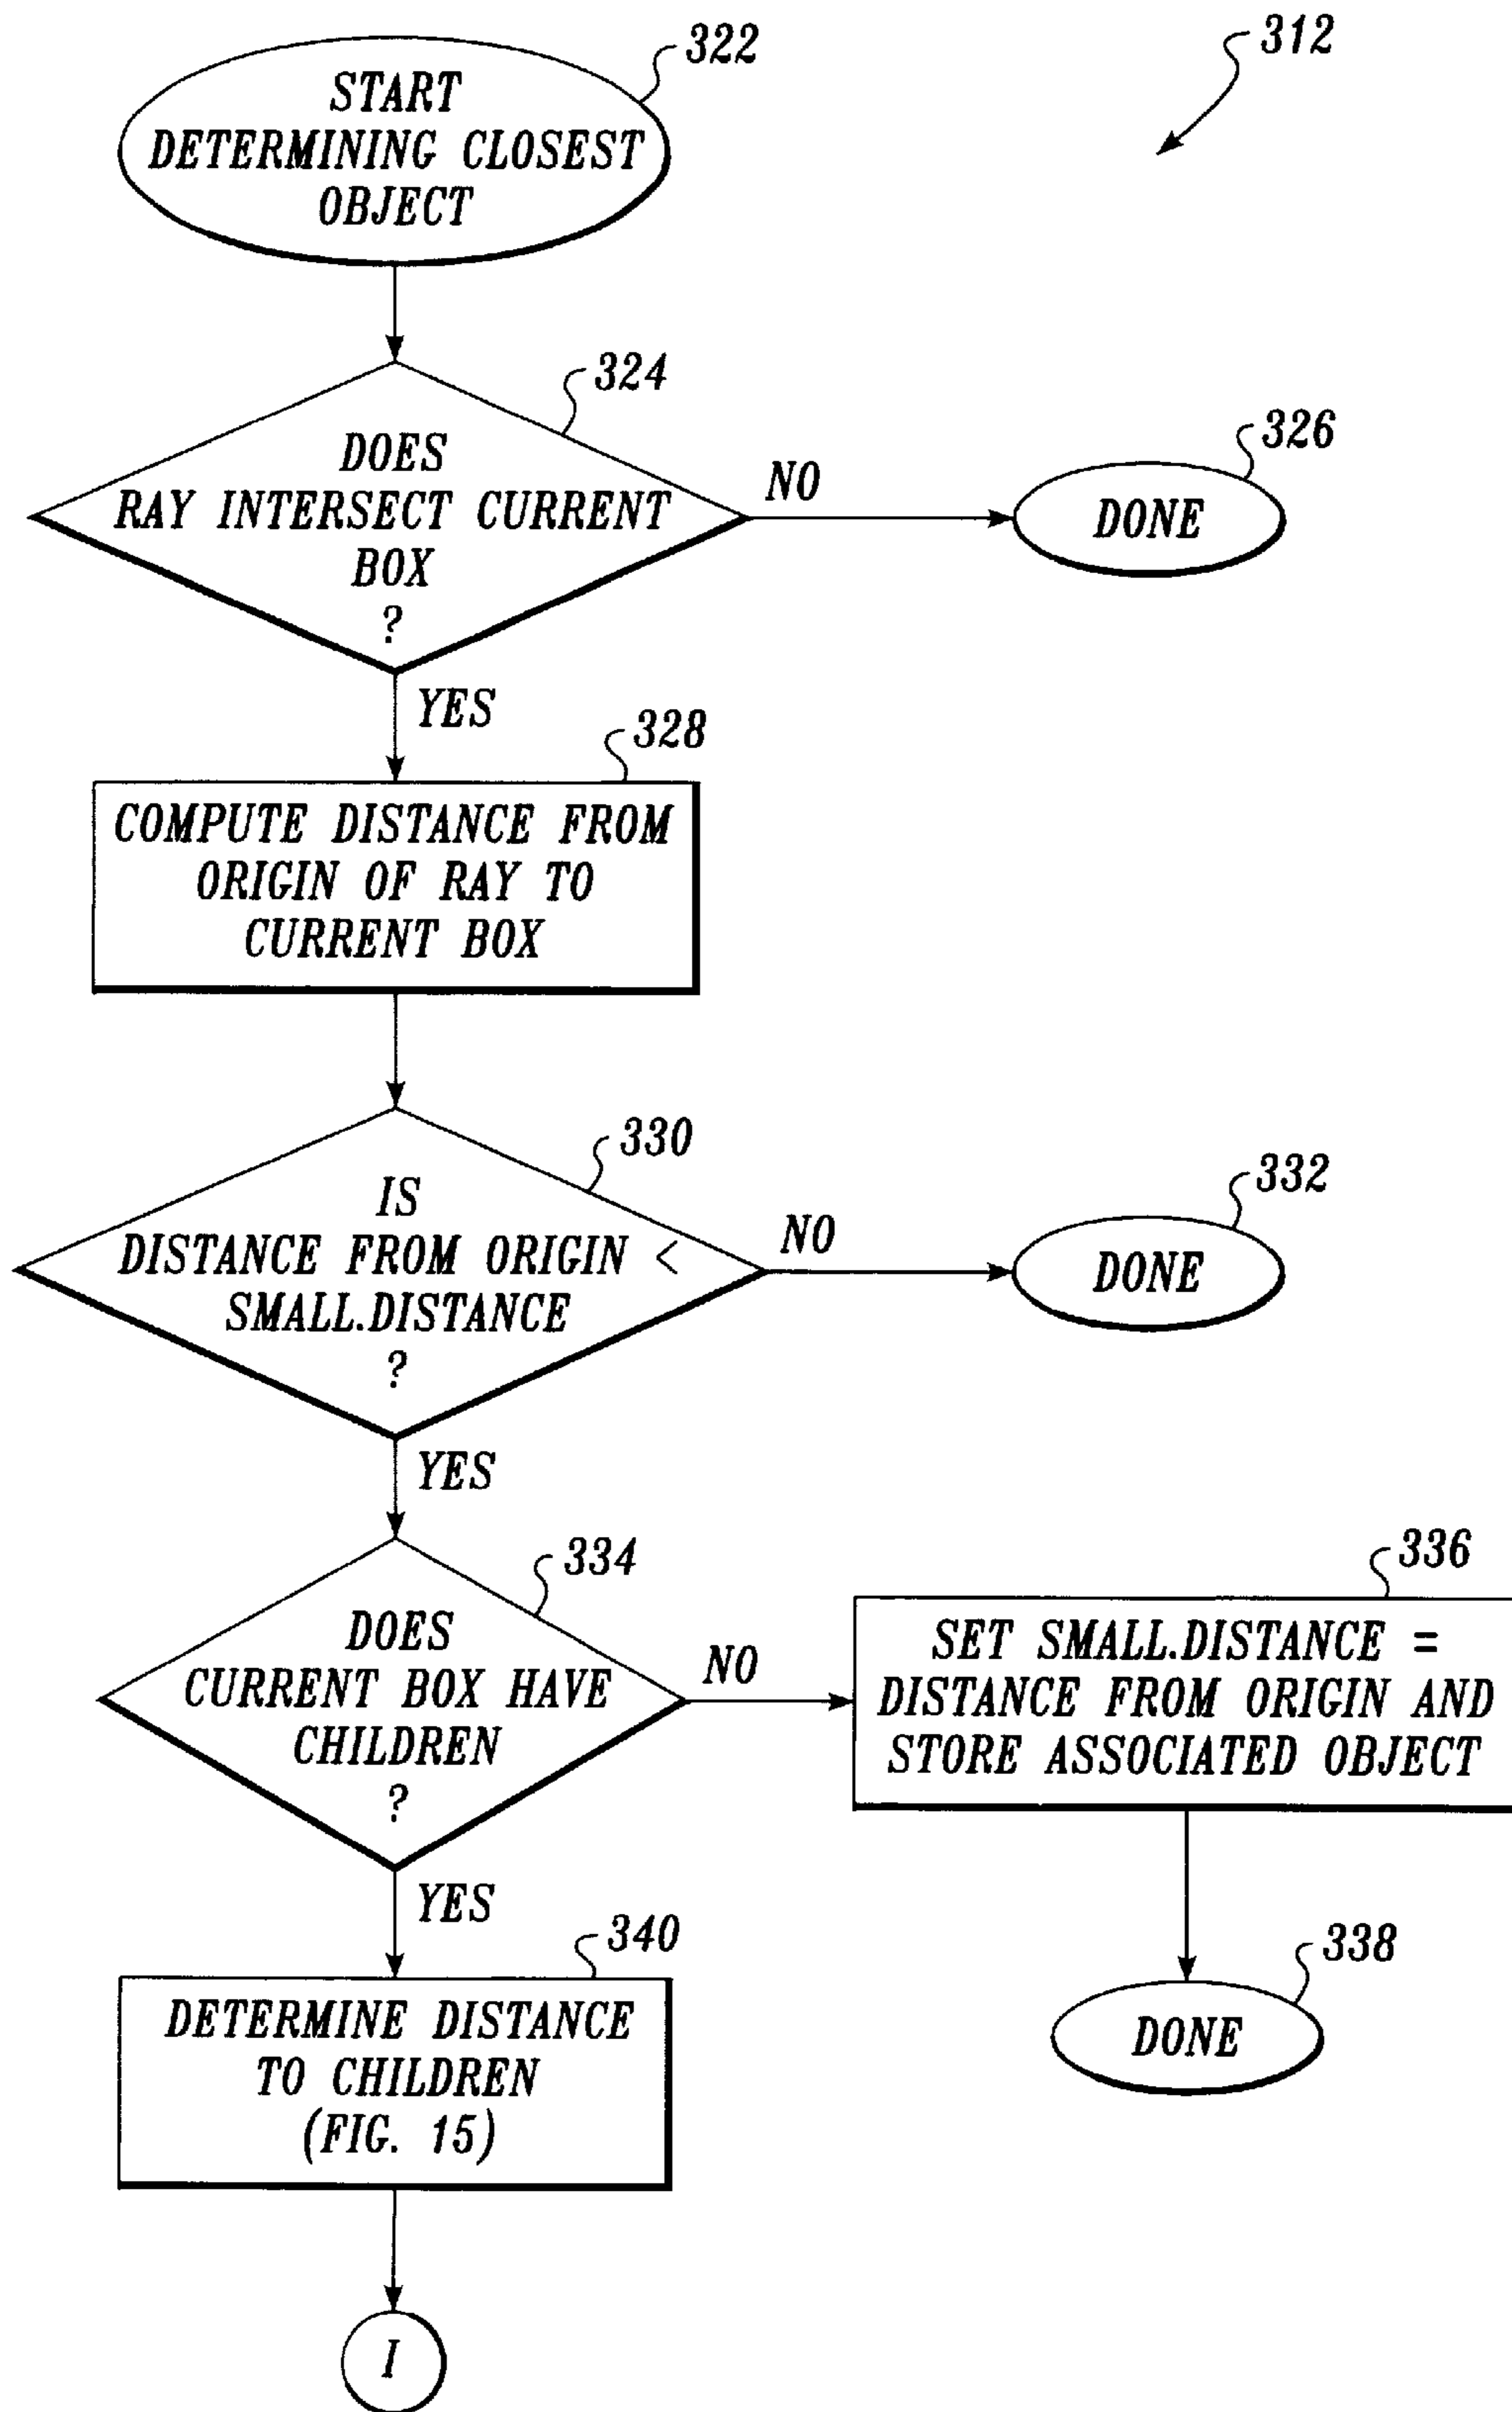 312
322
START
DETERMINING CLOSEST
OBJECT
324
DOES
RAY INTERSECT CURRENT
BOX
?
NO
326
DONE
YES
328
COMPUTE DISTANCE FROM
ORIGIN OF RAY TO
CURRENT BOX
330
IS
DISTANCE FROM ORIGIN <
SMALL.DISTANCE
?
NO
332
DONE
YES
334
DOES
CURRENT BOX HAVE
CHILDREN
?
NO
336
SET SMALL.DISTANCE =
DISTANCE FROM ORIGIN AND
STORE ASSOCIATED OBJECT
338
DONE
YES
340
DETERMINE DISTANCE
TO CHILDREN
(FIG. 15)
I